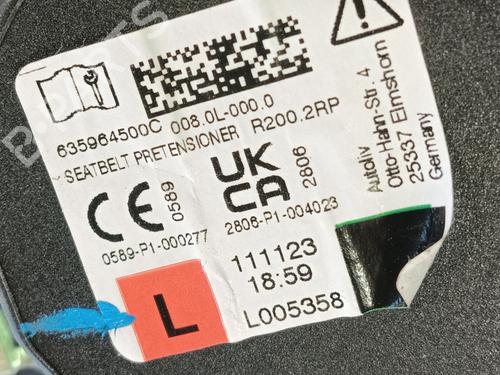 635964500C 008.0L-000.0
SEATBELT PRETENSIONER R200.2RP
CE 0589
0589-P1-000277
UK
CA 2806
2806-P1-004023
Autoliv
Otto-Hahn-Str. 4
25337 Elmshorn
Germany
L
111123
18:59
L005358